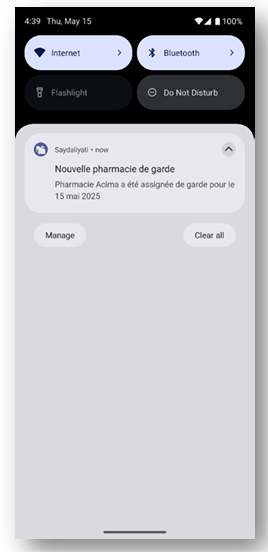 4:39 Thu, May 15 100%
Internet Bluetooth
Flashlight Do Not Disturb
Saydaliyati • now
Nouvelle pharmacie de garde
Pharmacie Acima a été assignée de garde pour le
15 mai 2025
Manage Clear all